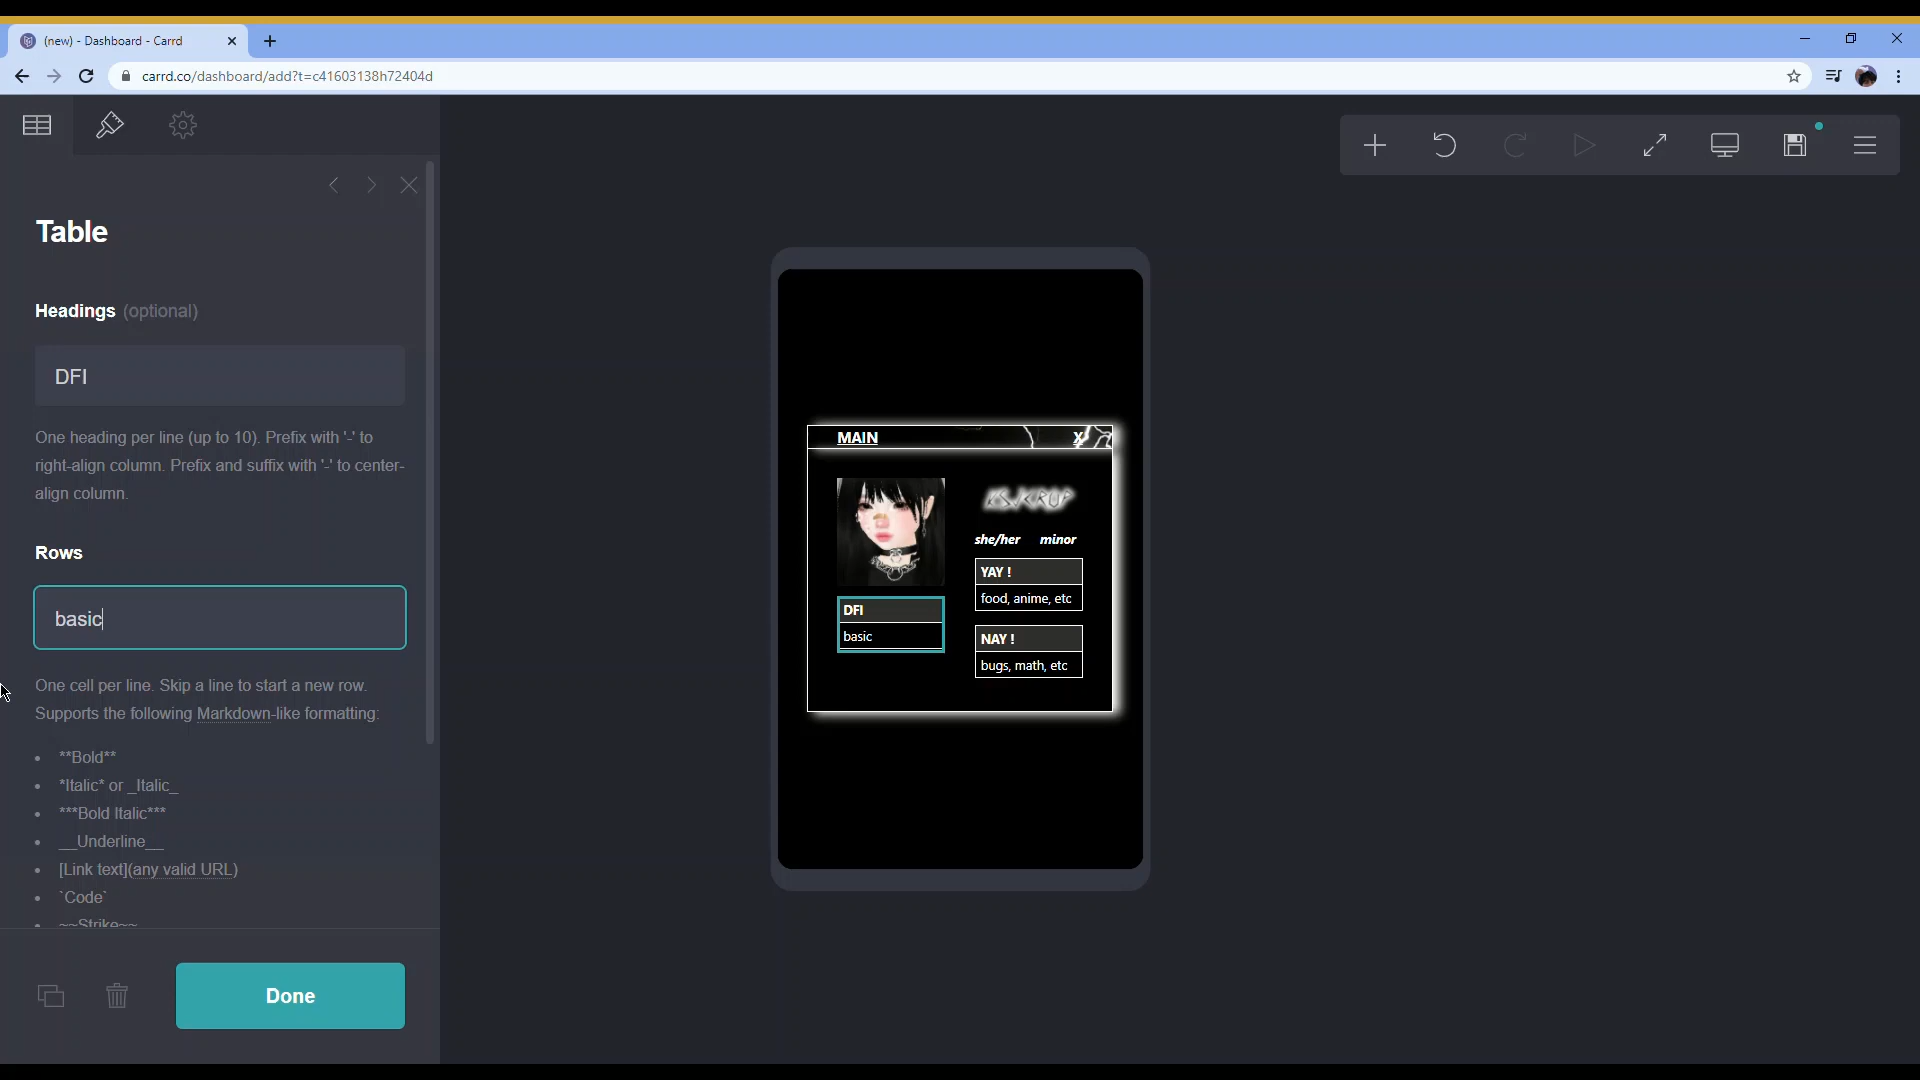 (new) - Dashboard - Carrd
carrd.co/dashboard/add?t=c41603138h72404d
Table
Headings (optional)
DFI
One heading per line (up to 10). Prefix with '-' to
right-align column. Prefix and suffix with '-' to center-
align column.
Rows
basic
One cell per line. Skip a line to start a new row.
Supports the following Markdown-like formatting:
**Bold**
*Italic* or _Italic_
***Bold Italic***
__Underline__
[Link text](any valid URL)
`Code`
~~Strike~~
Done
MAIN
X
KSJCRUP
she/her minor
YAY !
food, anime, etc
DFI
basic
NAY !
bugs, math, etc